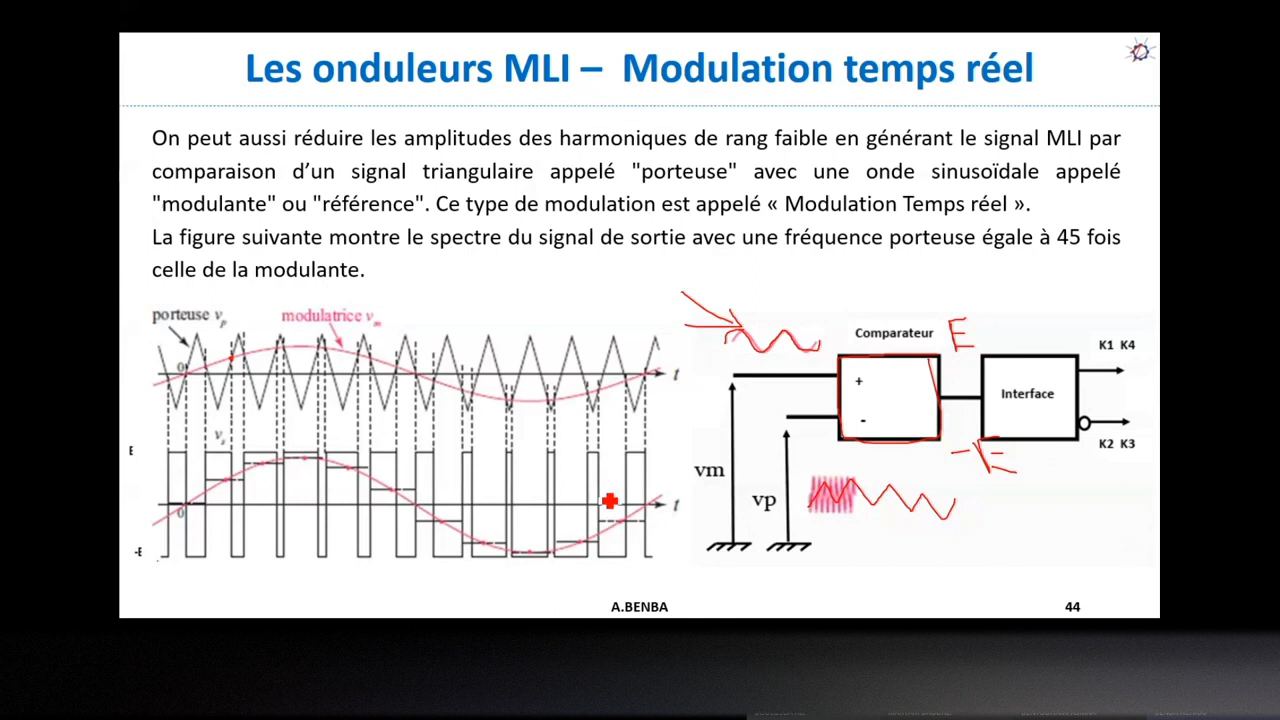 Les onduleurs MLI – Modulation temps réel
On peut aussi réduire les amplitudes des harmoniques de rang faible en générant le signal MLI par
comparaison d’un signal triangulaire appelé "porteuse" avec une onde sinusoïdale appelé
"modulante" ou "référence". Ce type de modulation est appelé « Modulation Temps réel ».
La figure suivante montre le spectre du signal de sortie avec une fréquence porteuse égale à 45 fois
celle de la modulante.
porteuse vp
modulatrice vm
0
t
E
vs
0
t
-E
Comparateur
E
K1 K4
+
-
Interface
K2 K3
-E
vm
vp
A.BENBA
44